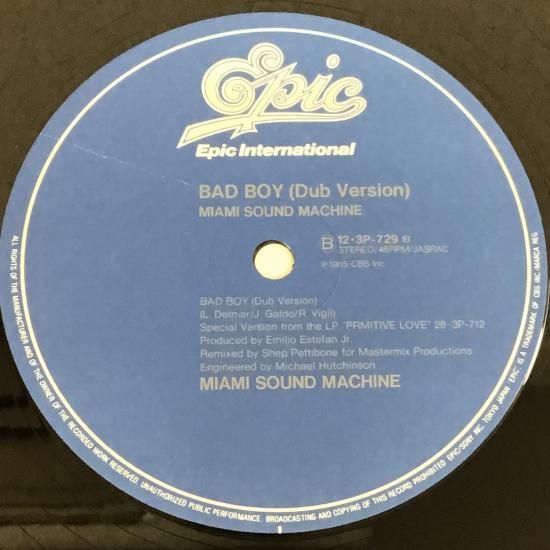 Epic
Epic International
BAD BOY (Dub Version)
MIAMI SOUND MACHINE
B 12・3P-729
STEREO/45RPM/JASRAC
℗1985 CBS Inc.
BAD BOY (Dub Version)
(L. Dermer/J. Galdo/R. Vigil)
Special Version from the LP "PRMITIVE LOVE" 28・3P-712
Produced by Emilio Estefan Jr.
Remixed by Shep Pettibone for Mastermix Productions
Engineered by Michael Hutchinson
MIAMI SOUND MACHINE
ALL RIGHTS OF THE MANUFACTURER AND OF THE OWNER OF THE RECORDED WORK RESERVED. UNAUTHORIZED PUBLIC PERFORMANCE, BROADCASTING AND COPYING OF THIS RECORD PROHIBITED EPIC/SONY INC. TOKYO JAPAN "EPIC" IS A TRADEMARK OF CBS INC/MARCA REG.